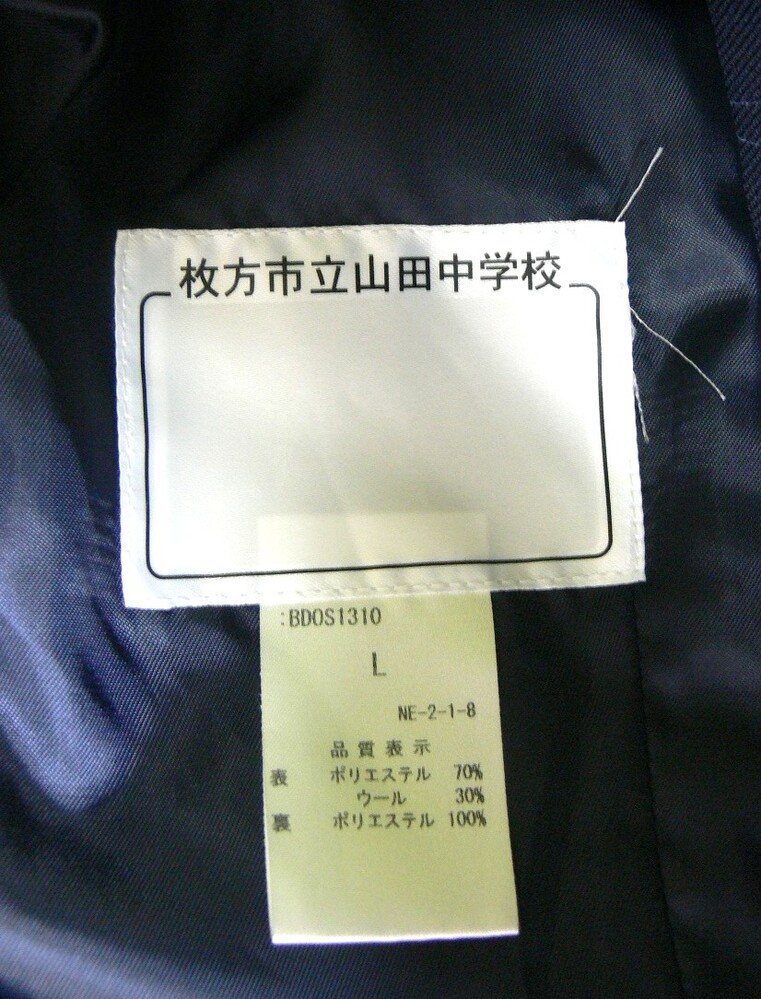 枚方市立山田中学校
:BDOS1310
L
NE-2-1-8
品質表示
表 ポリエステル 70%
ウール 30%
裏 ポリエステル 100%